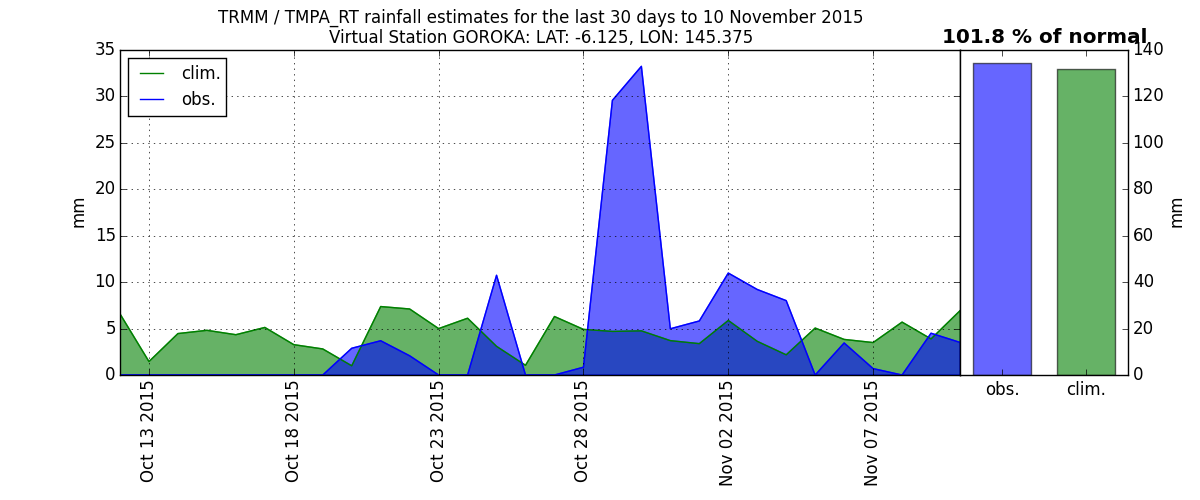 TRMM / TMPA_RT rainfall estimates for the last 30 days to 10 November 2015
Virtual Station GOROKA: LAT: -6.125, LON: 145.375
101.8 % of normal
35
30
25
20
15
10
5
0
mm
clim.
obs.
Oct 13 2015
Oct 18 2015
Oct 23 2015
Oct 28 2015
Nov 02 2015
Nov 07 2015
140
120
100
80
60
40
20
0
mm
obs.
clim.